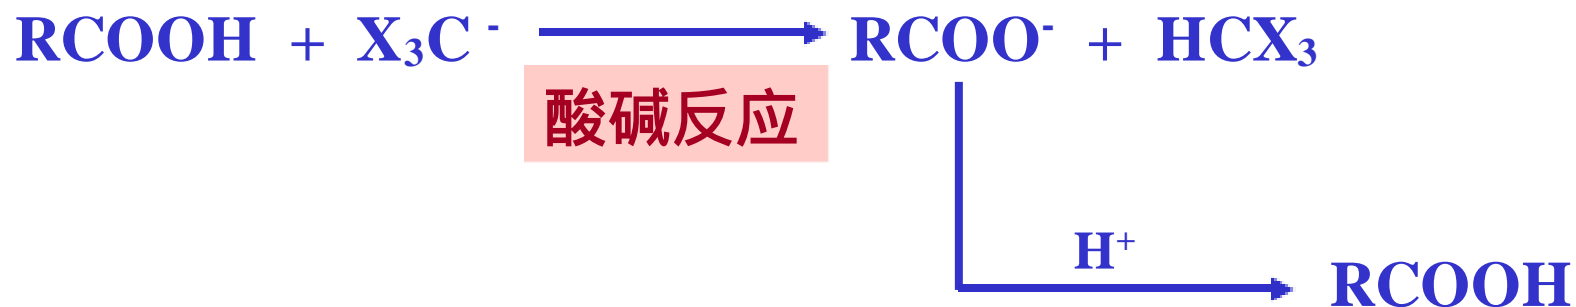 RCOOH + X₃C⁻ RCOO⁻ + HCX₃
酸碱反应
H⁺
RCOOH